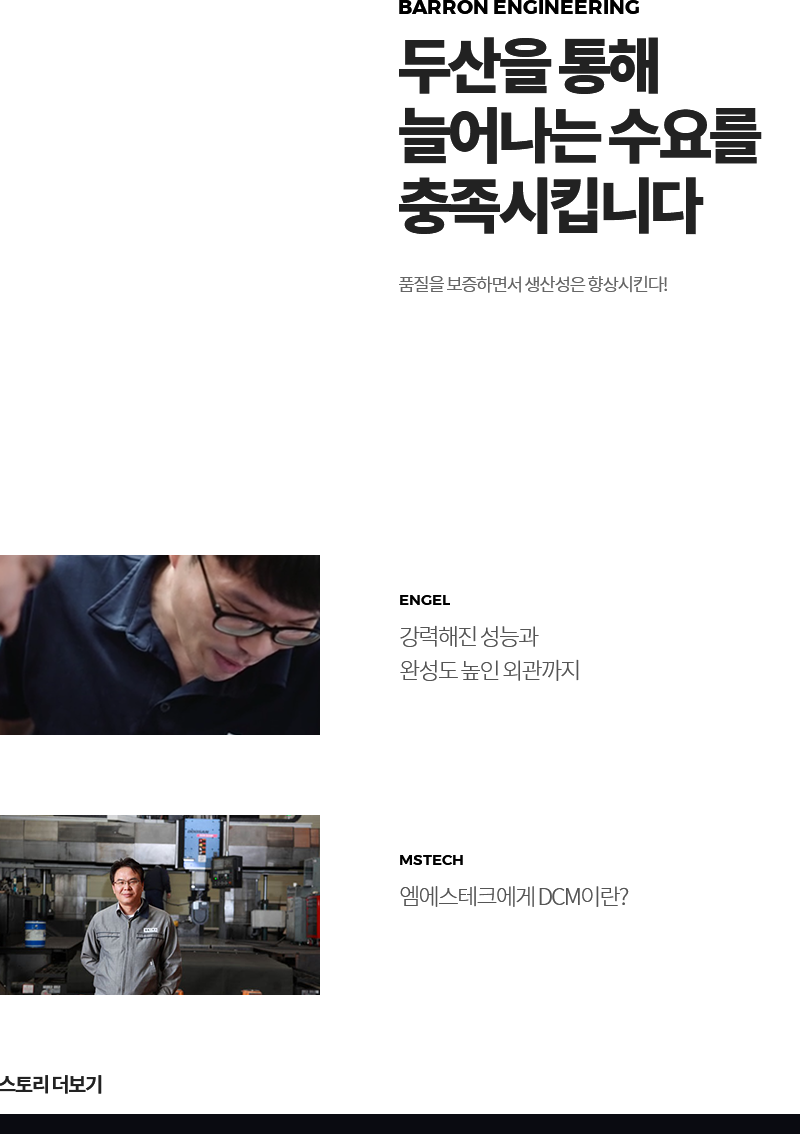 BARRON ENGINEERING
두산을 통해
늘어나는 수요를
충족시킵니다
품질을 보증하면서 생산성은 향상시킨다!
ENGEL
강력해진 성능과
완성도 높인 외관까지
MSTECH
엠에스테크에게 DCM이란?
스토리 더보기